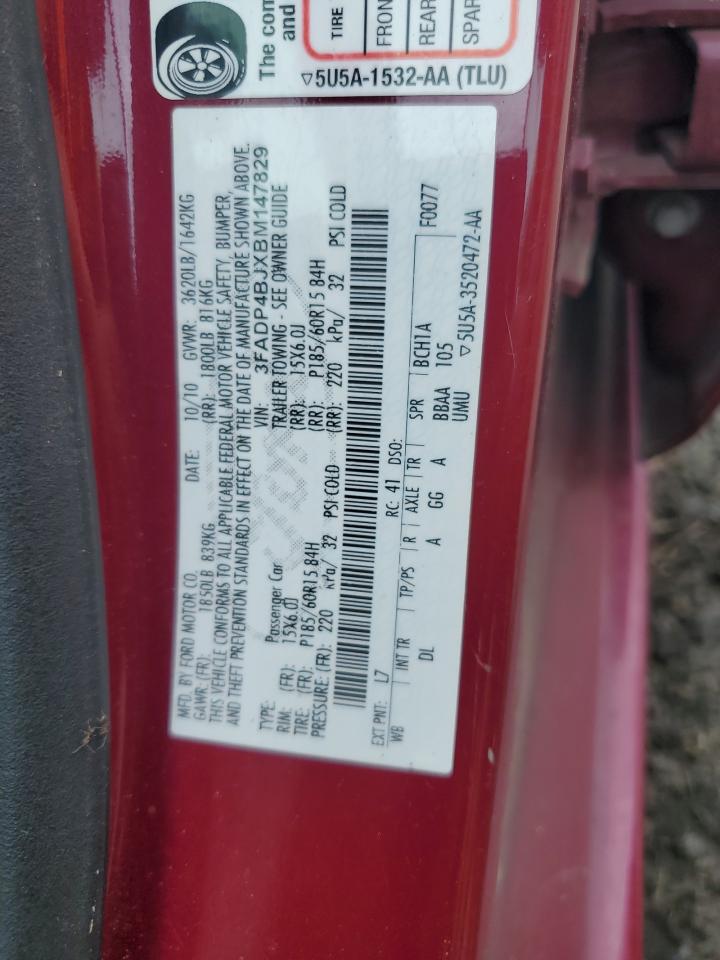 The com
and
TIRE
FRON
REAR
SPAR
▽5U5A-1532-AA (TLU)
MFD. BY FORD MOTOR CO. DATE: 10/10 GVWR: 3620LB/1642KG
GAWR: (FR): 1850LB 839KG (RR): 1800LB 816KG
THIS VEHICLE CONFORMS TO ALL APPLICABLE FEDERAL MOTOR VEHICLE SAFETY, BUMPER,
AND THEFT PREVENTION STANDARDS IN EFFECT ON THE DATE OF MANUFACTURE SHOWN ABOVE.
VIN: 3FADP4BJXBM147829
TYPE: Passenger Car TRAILER TOWING - SEE OWNER GUIDE
RIM: (FR): 15X6.0J (RR): 15X6.0J
TIRE: (FR): P185/60R15 84H (RR): P185/60R15 84H
PRESSURE: (FR): 220 kPa/ 32 PSI COLD (RR): 220 kPa/ 32 PSI COLD
EXT PNT: L7 RC: 41 DSO: F0077
WB INT TR TP/PS R AXLE TR SPR BCH1A
DL A GG A BBAA 105
UMU
▽5U5A-3520472-AA